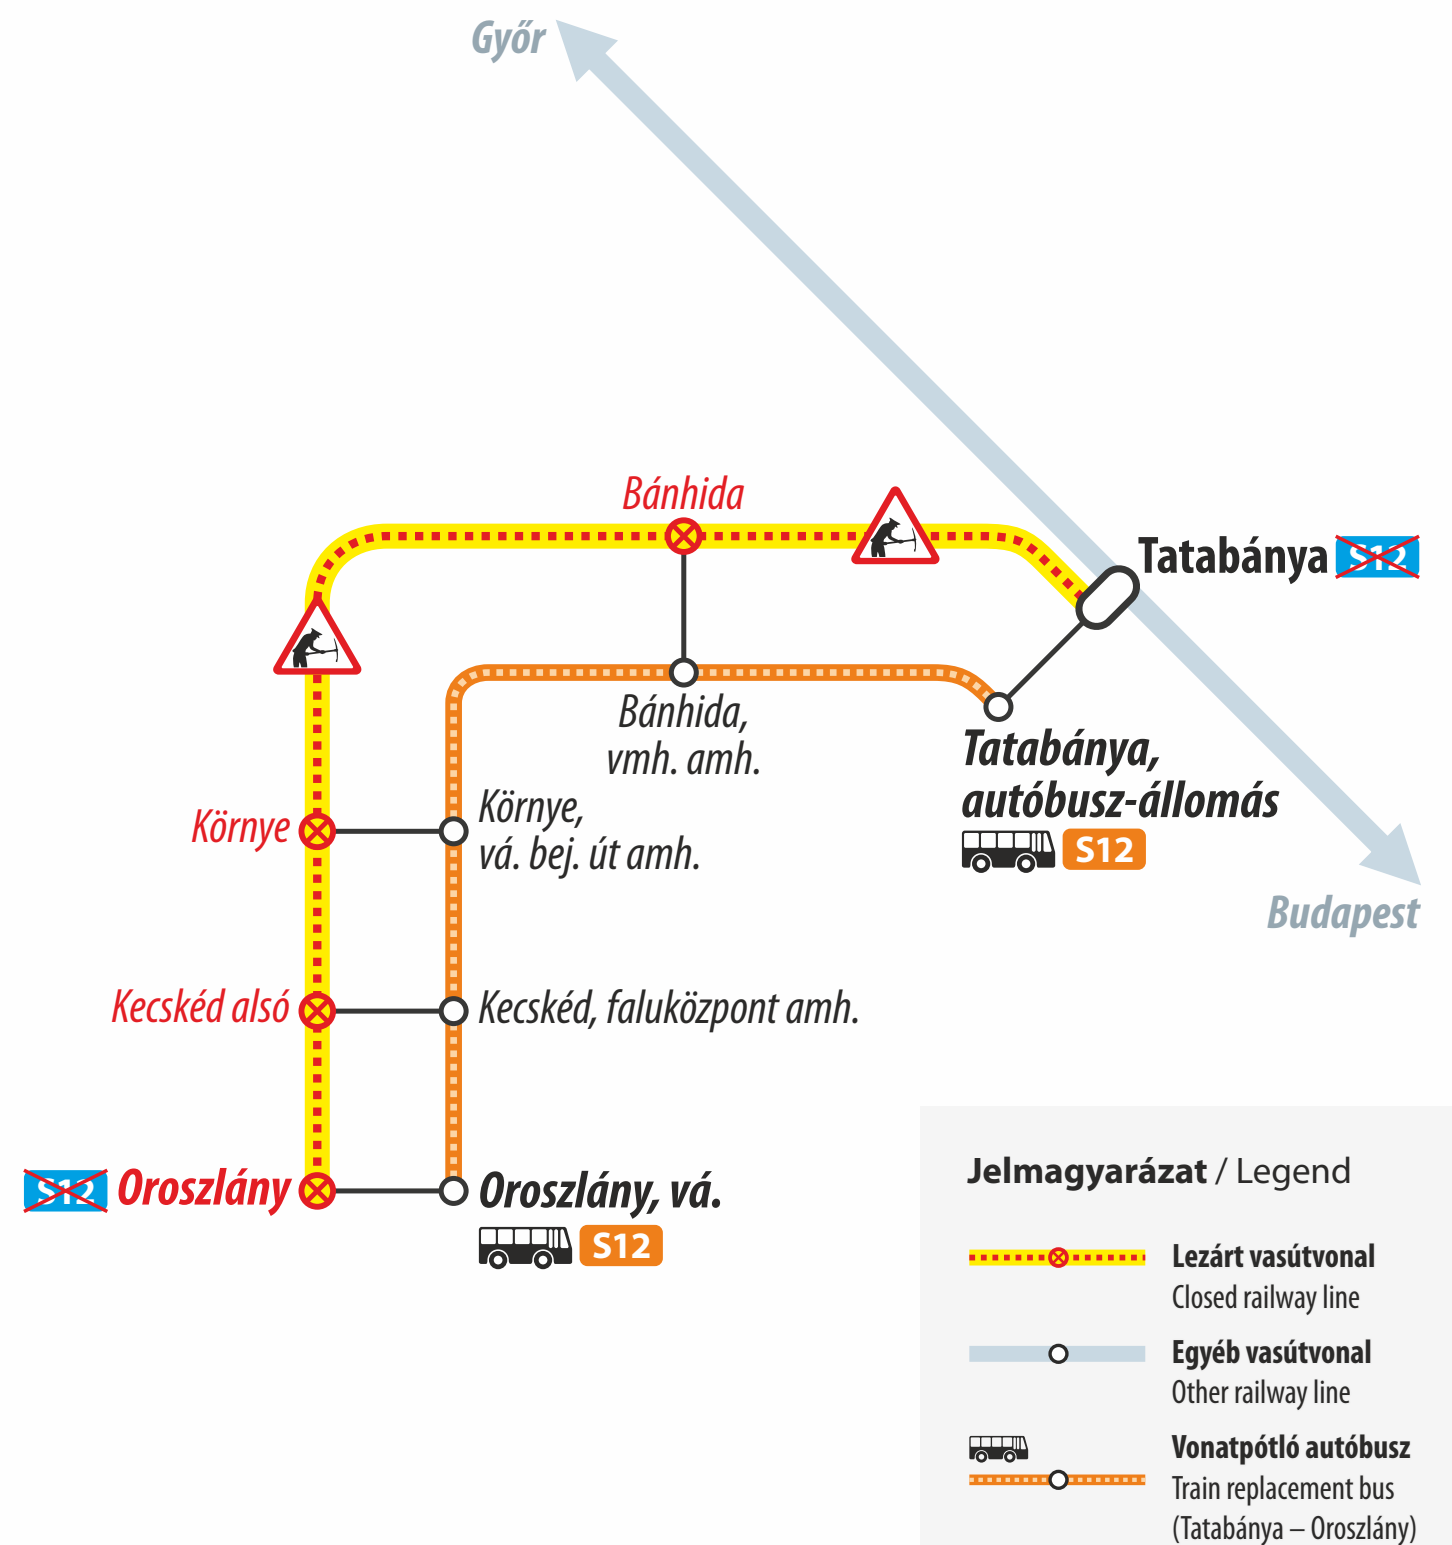 Győr
Bánhida
Tatabánya S12
Bánhida,
vmh. amh.
Tatabánya,
autóbusz-állomás
S12
Környe
Környe,
vá. bej. út amh.
Budapest
Kecskéd alsó
Kecskéd, faluközpont amh.
S12 Oroszlány
Oroszlány, vá.
S12
Jelmagyarázat / Legend
Lezárt vasútvonal
Closed railway line
Egyéb vasútvonal
Other railway line
Vonatpótló autóbusz
Train replacement bus
(Tatabánya – Oroszlány)